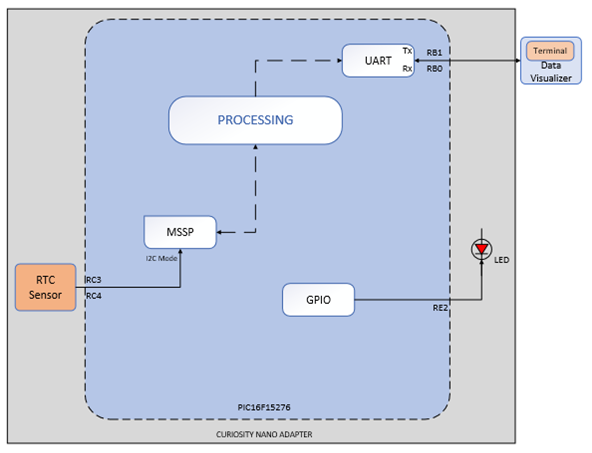 Tx
RB1
Terminal
UART
Rx
RB0
Data
Visualizer
PROCESSING
MSSP
I2C Mode
LED
RTC
Sensor
RC3
RC4
GPIO
RE2
PIC16F15276
CURIOSITY NANO ADAPTER